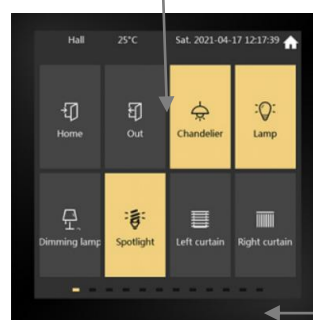 Hall 25°C Sat. 2021-04-17 12:17:39
Home Out Chandelier Lamp
Dimming lamp Spotlight Left curtain Right curtain